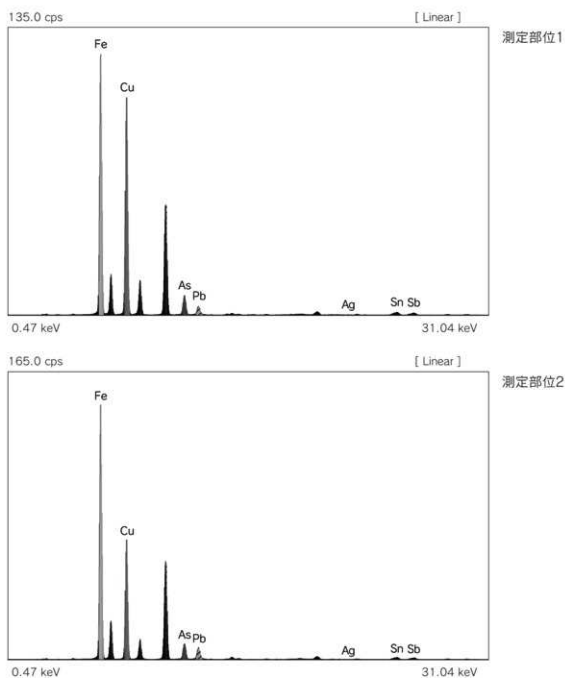 135.0 cps [ Linear ]
測定部位1
Fe
Cu
As
Pb
Ag
Sn Sb
0.47 keV 31.04 keV
165.0 cps [ Linear ]
測定部位2
Fe
Cu
As Pb
Ag
Sn Sb
0.47 keV 31.04 keV